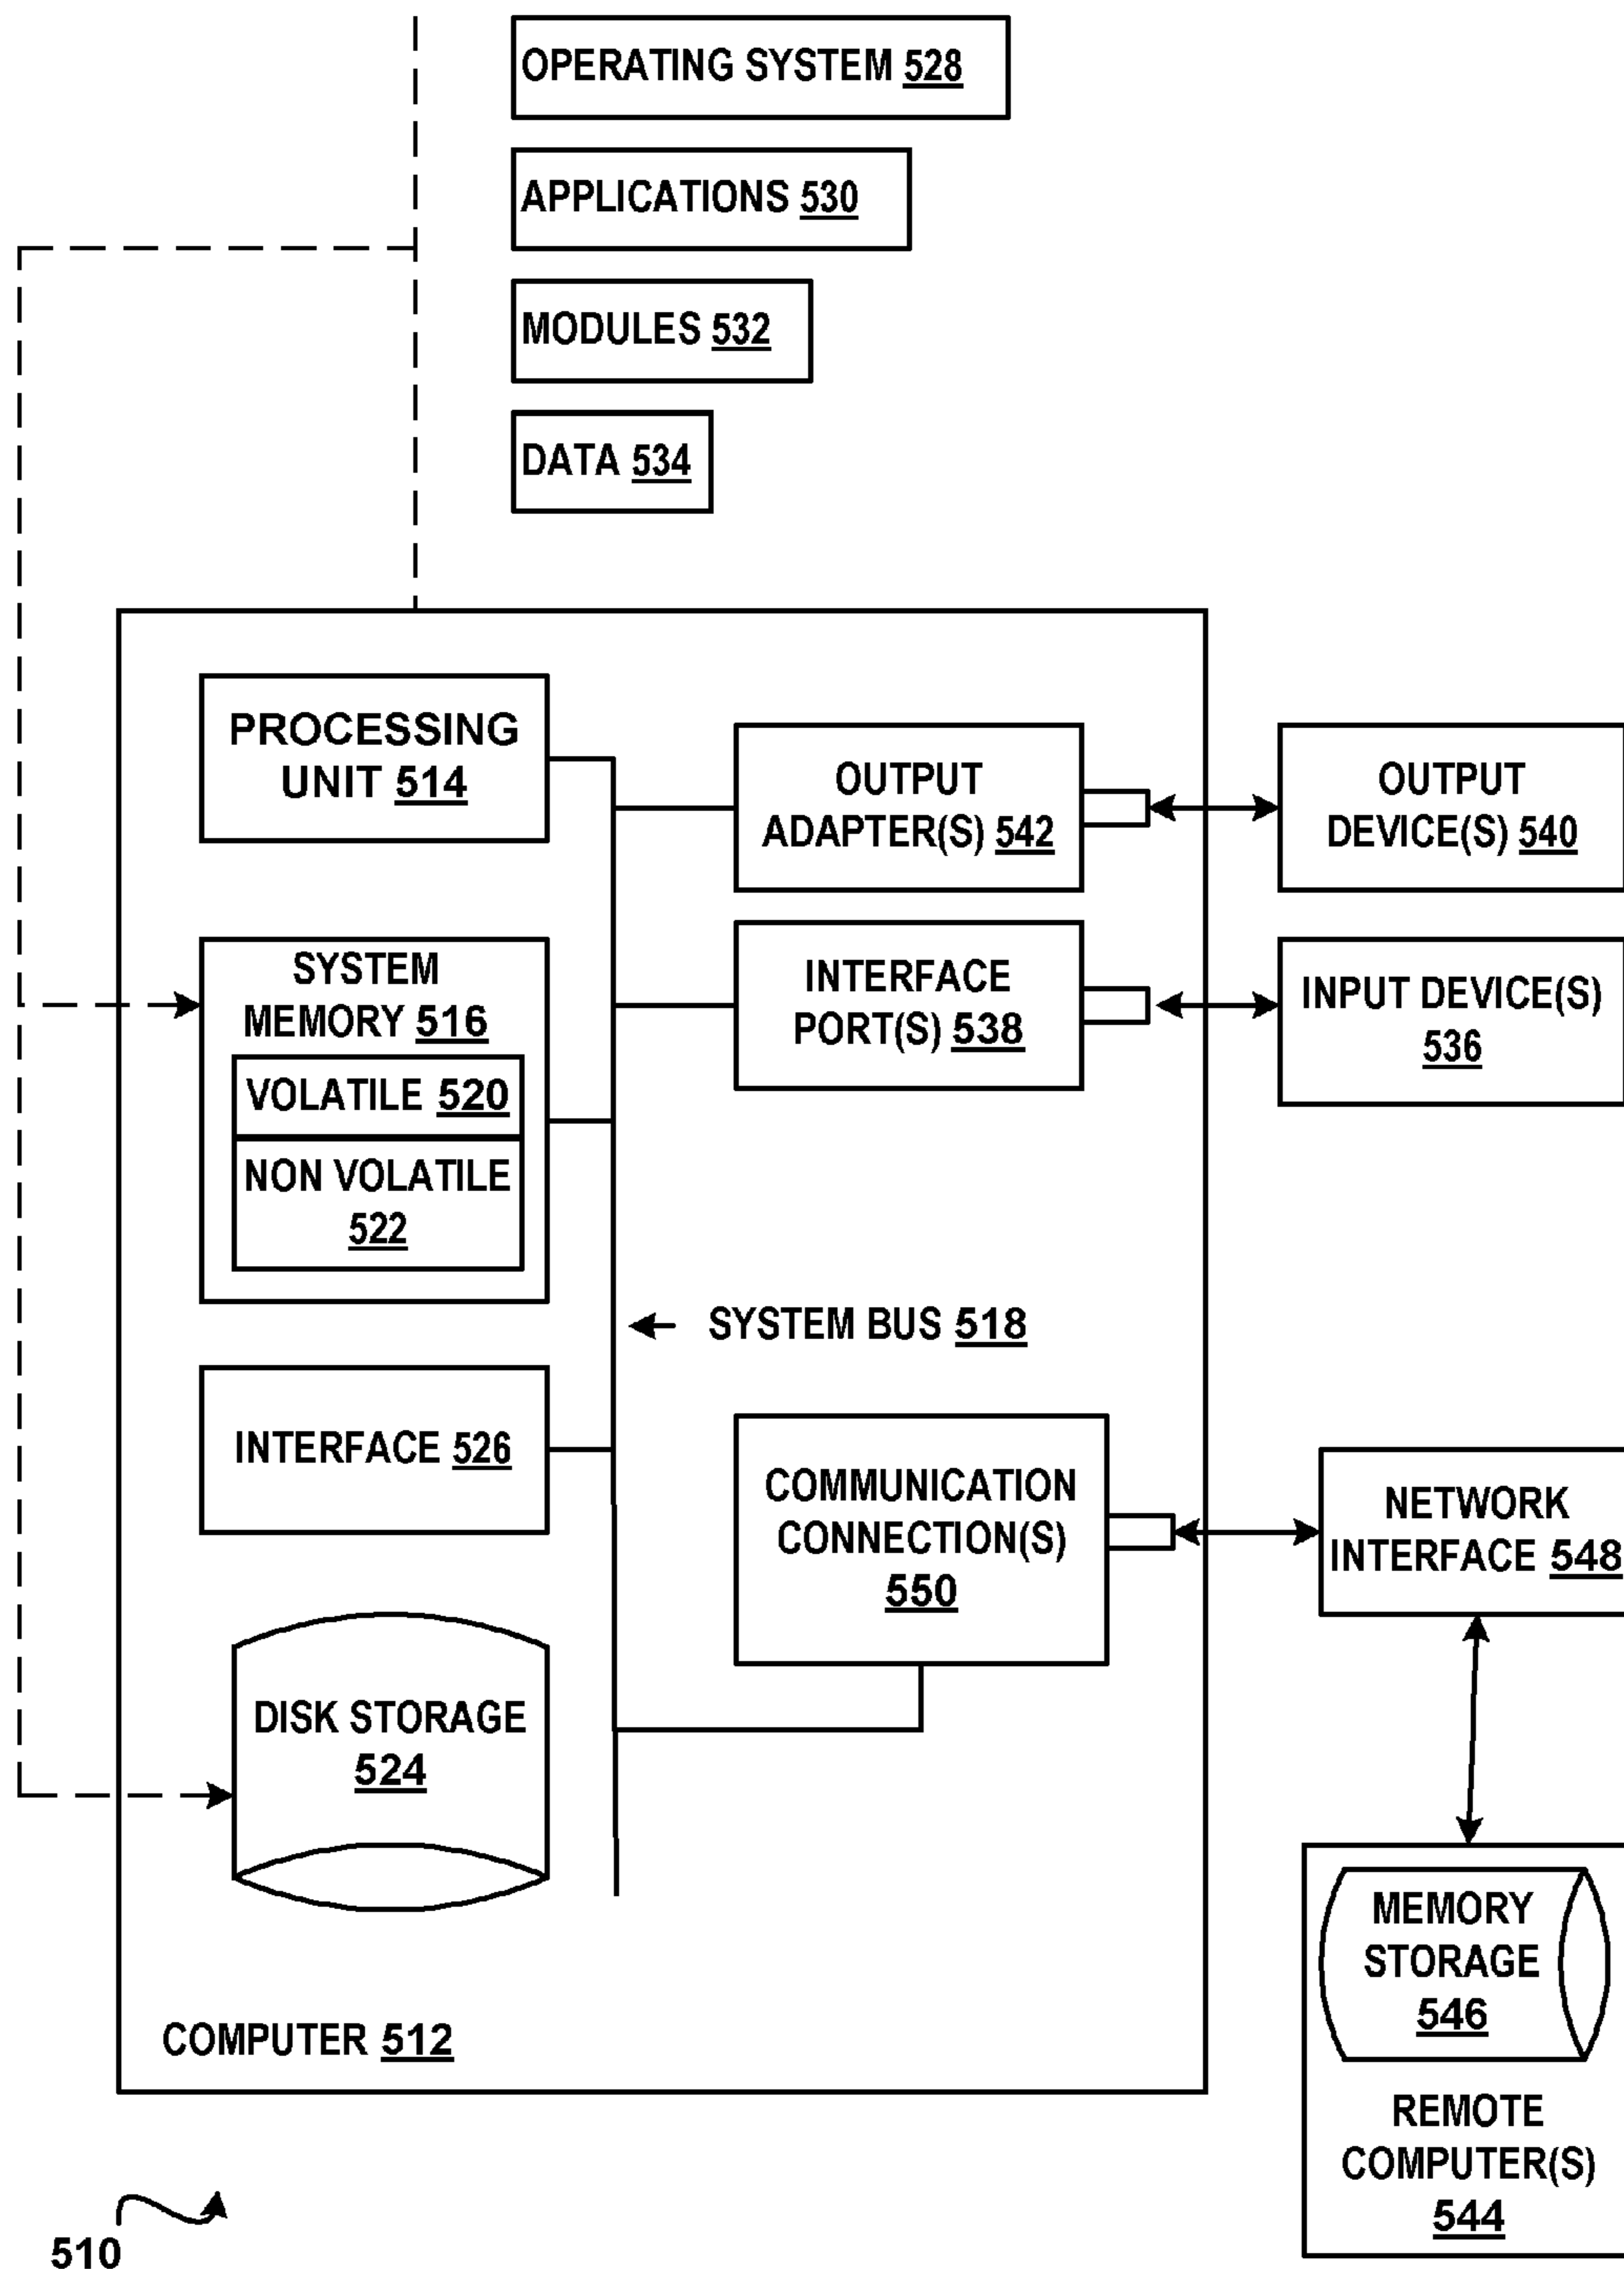 OPERATING SYSTEM 528
APPLICATIONS 530
MODULES 532
DATA 534
PROCESSING
UNIT 514
OUTPUT
ADAPTER(S) 542
OUTPUT
DEVICE(S) 540
SYSTEM
MEMORY 516
VOLATILE 520
NON VOLATILE
522
INTERFACE
PORT(S) 538
INPUT DEVICE(S)
536
SYSTEM BUS 518
INTERFACE 526
COMMUNICATION
CONNECTION(S)
550
NETWORK
INTERFACE 548
DISK STORAGE
524
MEMORY
STORAGE
546
REMOTE
COMPUTER(S)
544
COMPUTER 512
510